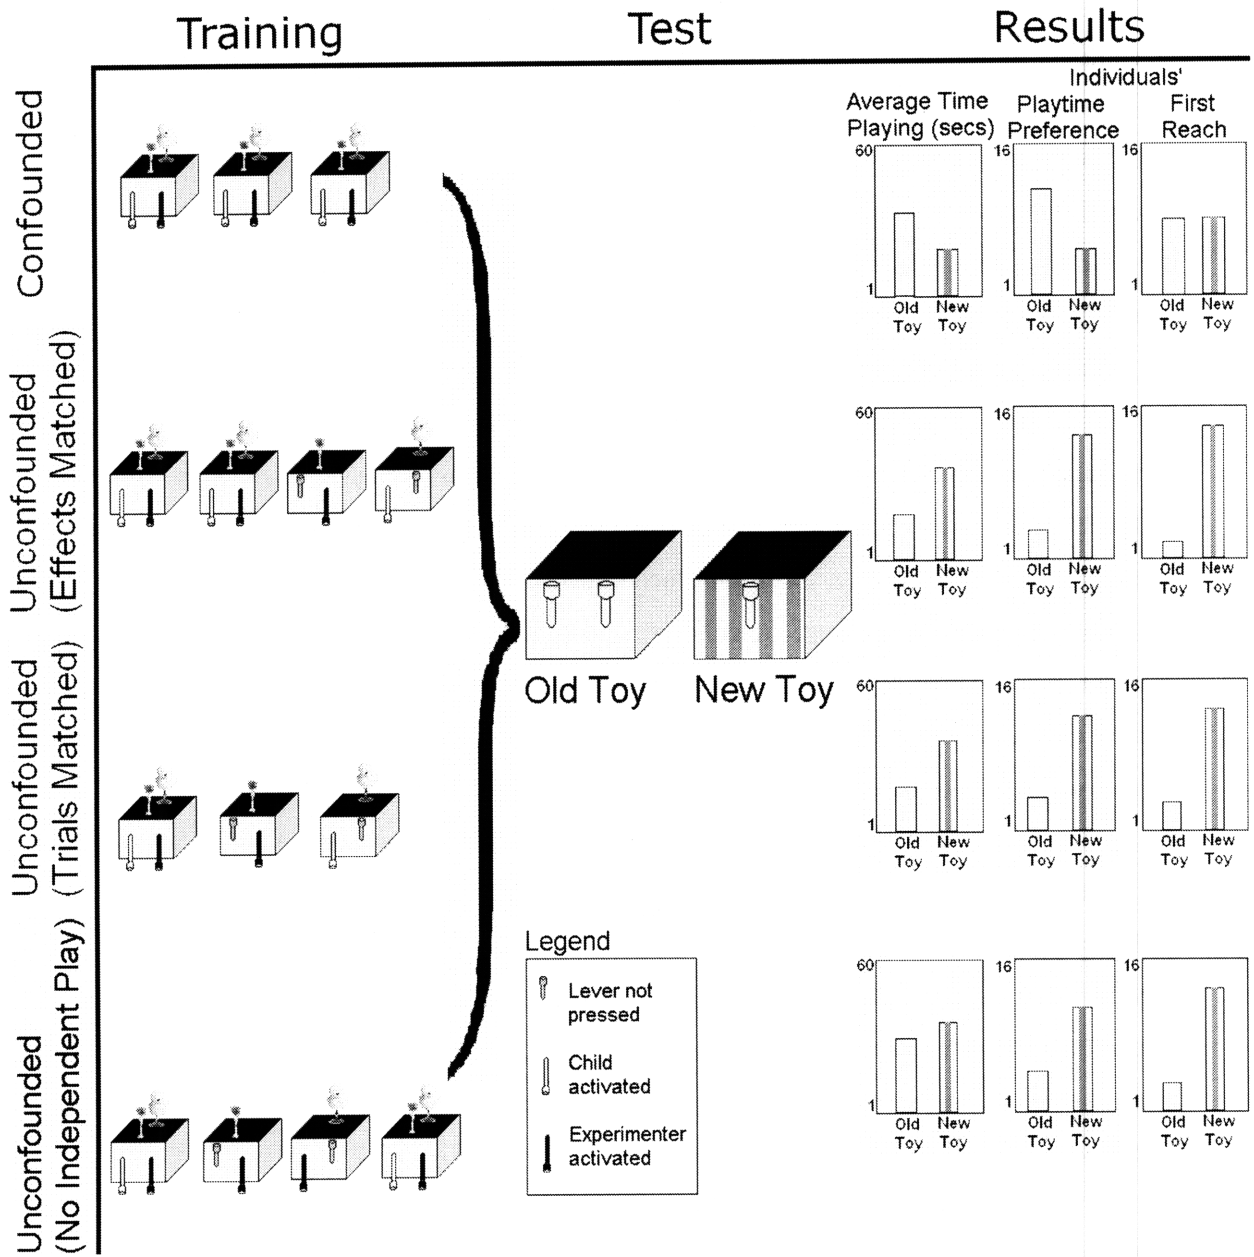 Training
Test
Results
Confounded
Individuals'
Average Time
Playing (secs)
Playtime
Preference
First
Reach
60
1
Old
Toy
New
Toy
16
1
Old
Toy
New
Toy
16
1
Old
Toy
New
Toy
Unconfounded
(Effects Matched)
60
1
Old
Toy
New
Toy
16
1
Old
Toy
New
Toy
16
1
Old
Toy
New
Toy
Old Toy
New Toy
Unconfounded
(Trials Matched)
60
1
Old
Toy
New
Toy
16
1
Old
Toy
New
Toy
16
1
Old
Toy
New
Toy
Unconfounded
(No Independent Play)
Legend
Lever not
pressed
Child
activated
Experimenter
activated
60
1
Old
Toy
New
Toy
16
1
Old
Toy
New
Toy
16
1
Old
Toy
New
Toy